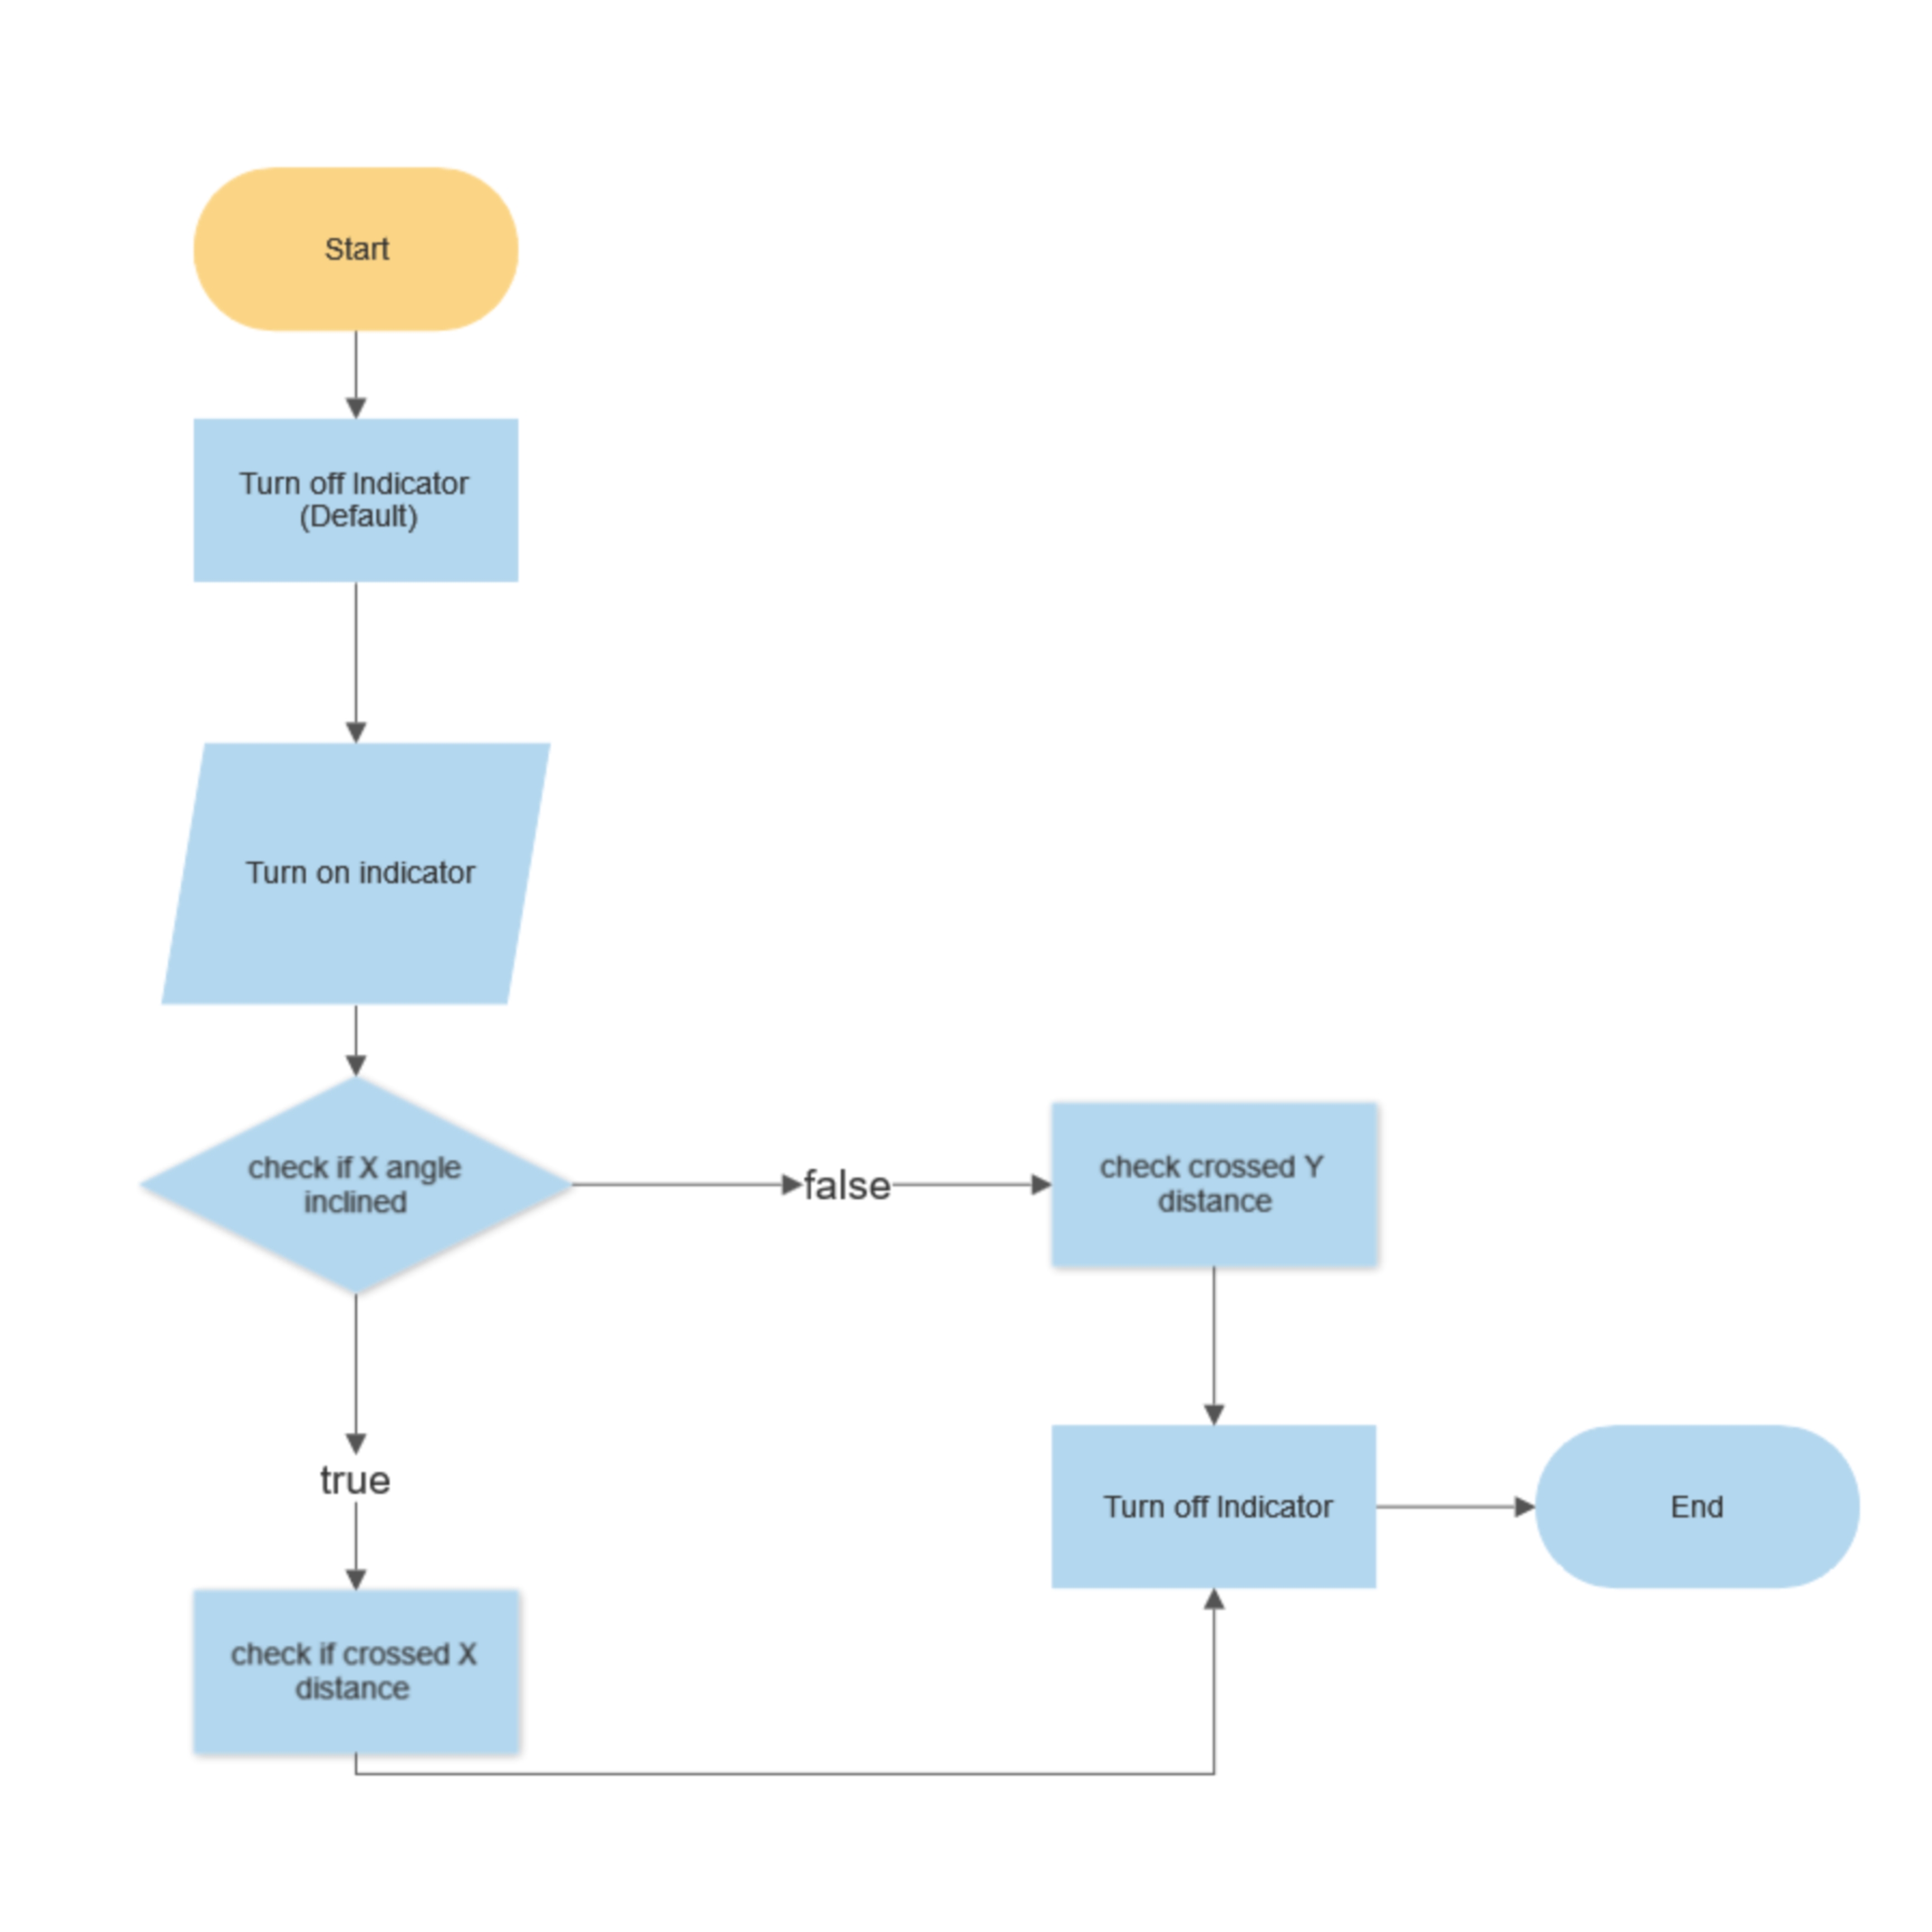 Start
Turn off Indicator
(Default)
Turn on indicator
check if X angle
inclined
false
check crossed Y
distance
true
Turn off Indicator
End
check if crossed X
distance